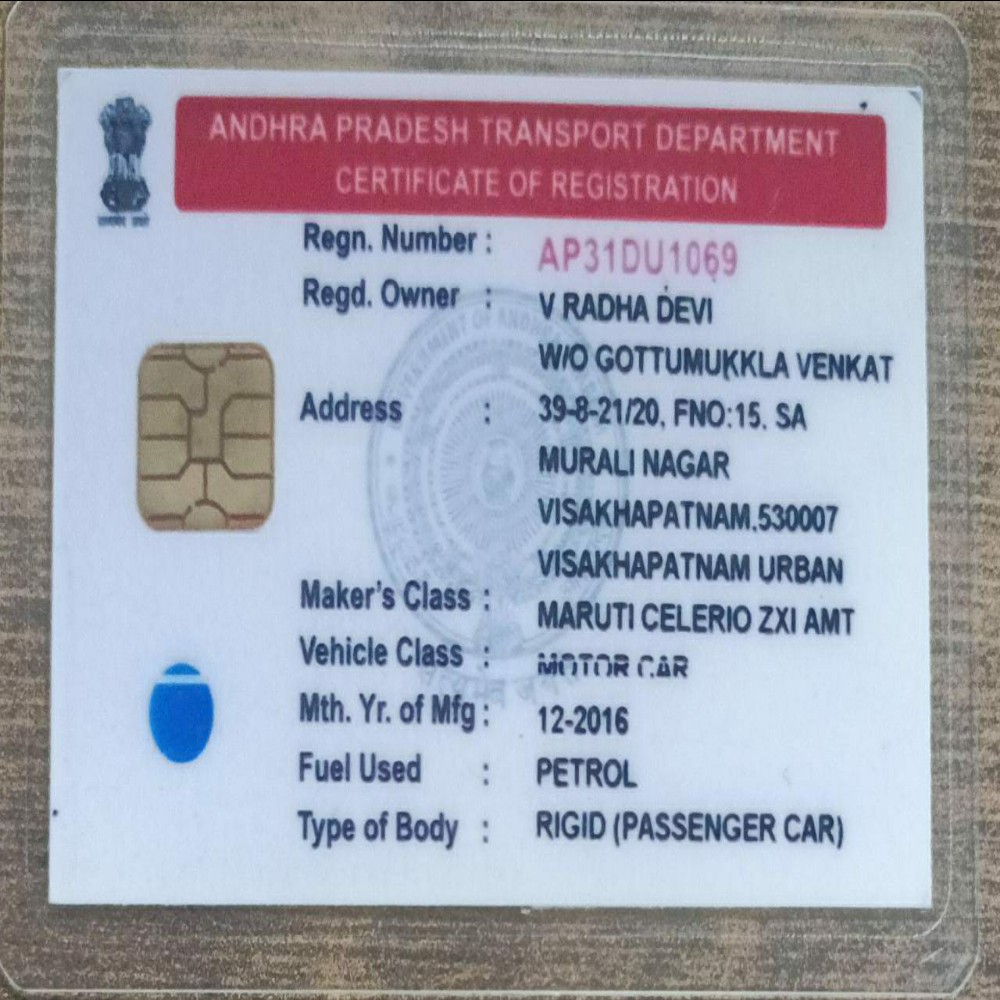 ANDHRA PRADESH TRANSPORT DEPARTMENT
CERTIFICATE OF REGISTRATION
Regn. Number : AP31DU1069
Regd. Owner : V RADHA DEVI
W/O GOTTUMUKKLA VENKAT
Address : 39-8-21/20, FNO:15, SA
MURALI NAGAR
VISAKHAPATNAM,530007
VISAKHAPATNAM URBAN
Maker's Class : MARUTI CELERIO ZXI AMT
Vehicle Class : MOTOR CAR
Mth. Yr. of Mfg : 12-2016
Fuel Used : PETROL
Type of Body : RIGID (PASSENGER CAR)